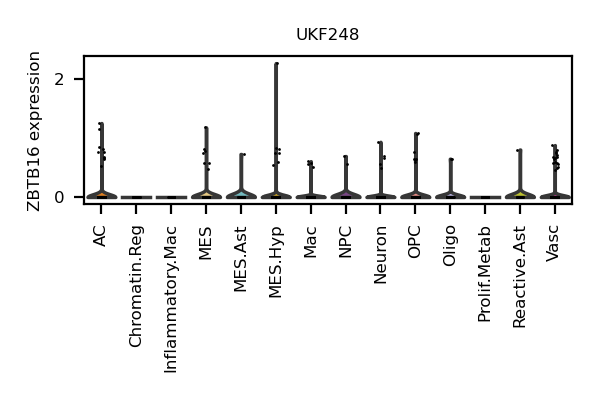 UKF248
ZBTB16 expression
2
0
AC
Chromatin.Reg
Inflammatory.Mac
MES
MES.Ast
MES.Hyp
Mac
NPC
Neuron
OPC
Oligo
Prolif.Metab
Reactive.Ast
Vasc